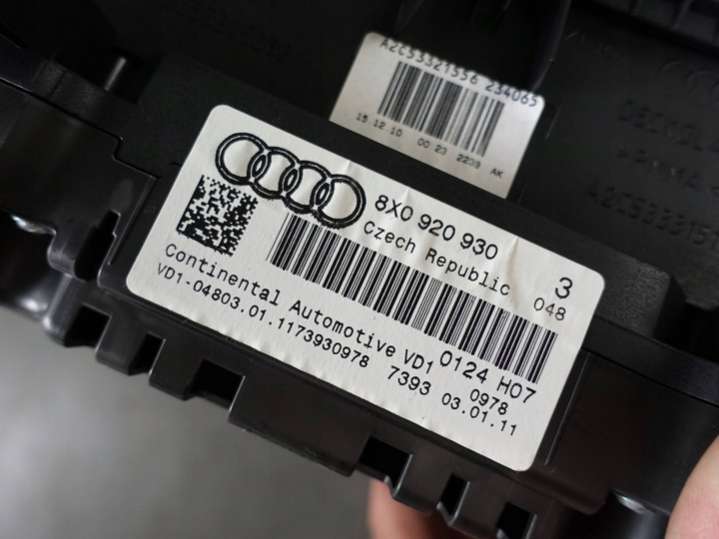 A2C53321556 234065
15 12 10 00 23 2239 AK
8X0 920 930 3
Czech Republic 048
Continental Automotive VD1 0124 H07
VD1-04803.01.1173930978 7393 0978
03.01.11